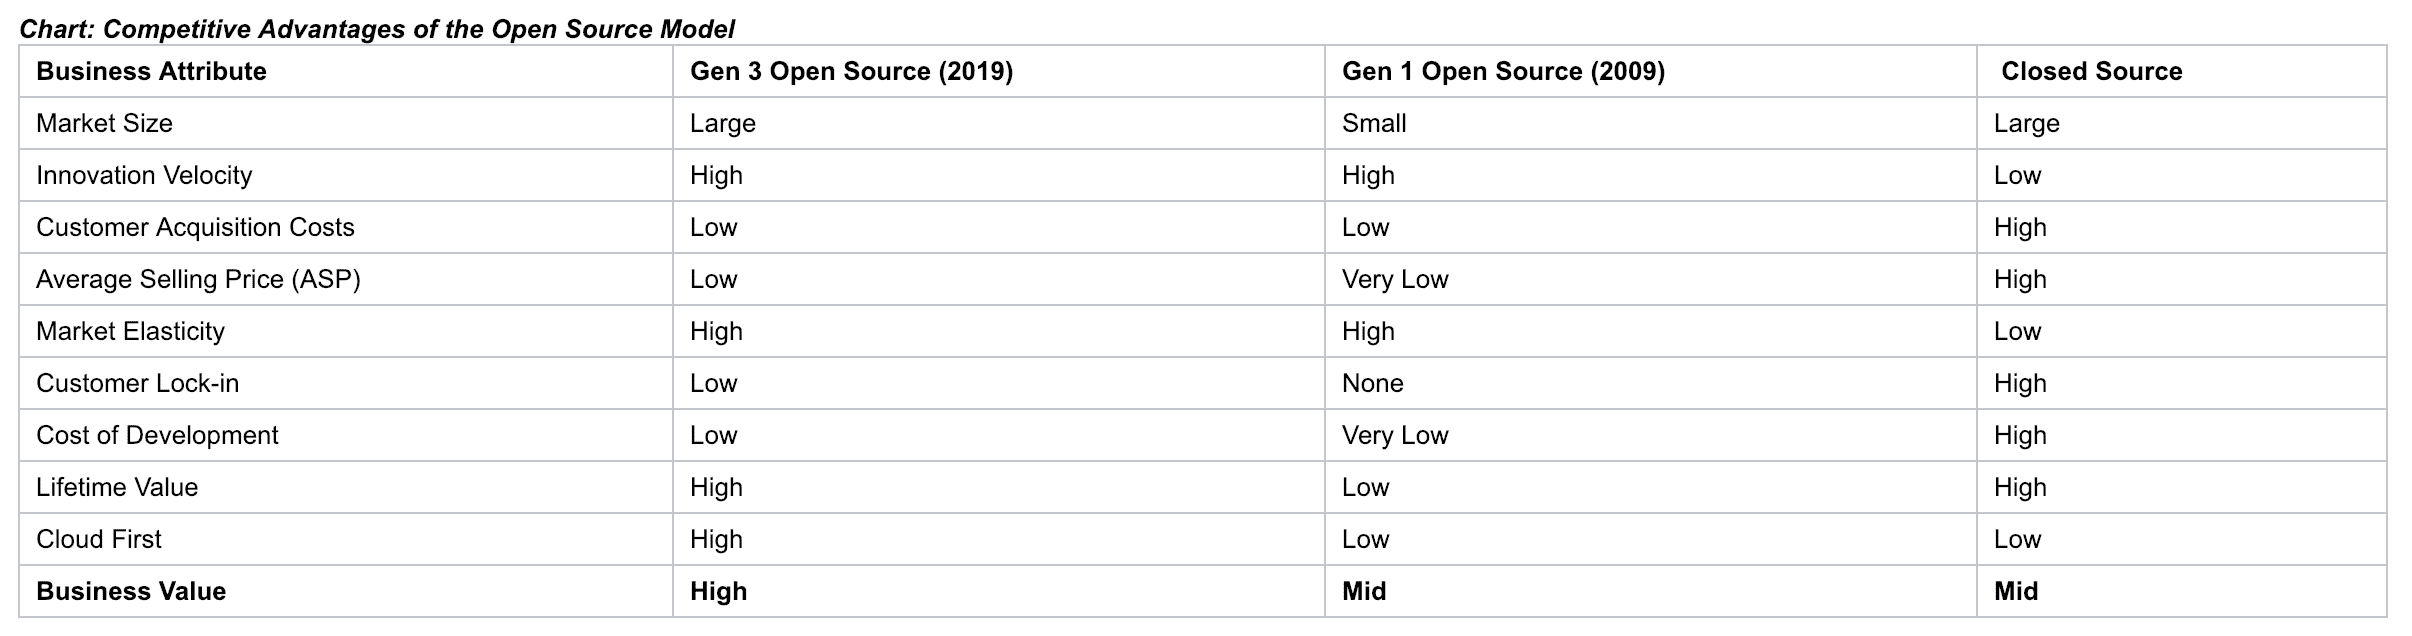 Chart: Competitive Advantages of the Open Source Model
Business Attribute Gen 3 Open Source (2019) Gen 1 Open Source (2009) Closed Source
Market Size Large Small Large
Innovation Velocity High High Low
Customer Acquisition Costs Low Low High
Average Selling Price (ASP) Low Very Low High
Market Elasticity High High Low
Customer Lock-in Low None High
Cost of Development Low Very Low High
Lifetime Value High Low High
Cloud First High Low Low
Business Value High Mid Mid